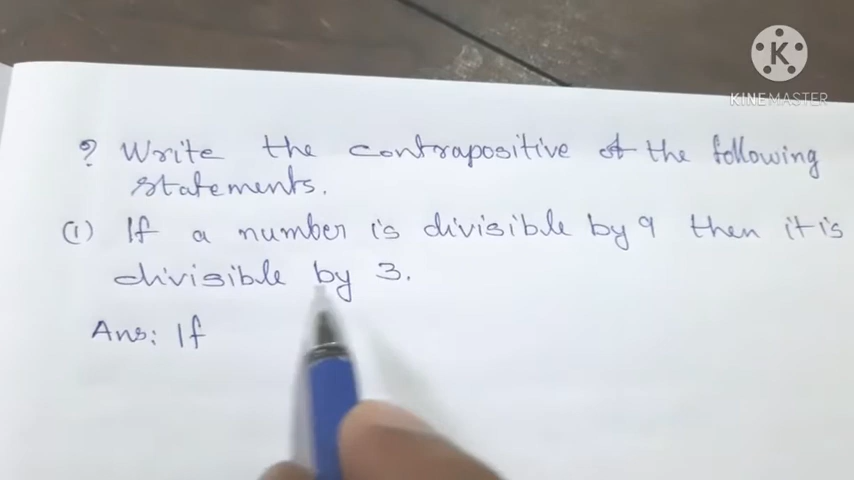 K
KINEMASTER
? Write the contrapositive of the following
statements.
(1) If a number is divisible by 9 then it is
divisible by 3.
Ans: If